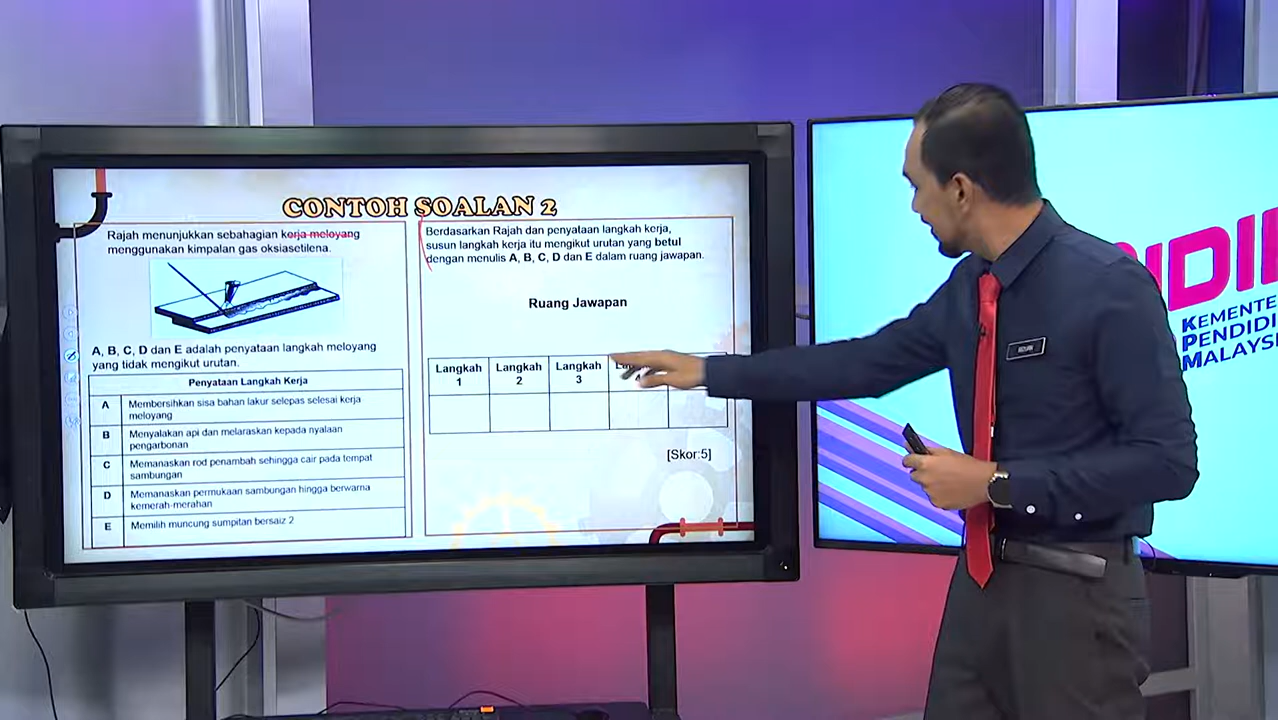 CONTOH SOALAN 2
Rajah menunjukkan sebahagian kerja meloyang
menggunakan kimpalan gas oksiasetilena.
A, B, C, D dan E adalah penyataan langkah meloyang
yang tidak mengikut urutan.
Penyataan Langkah Kerja
A Membersihkan sisa bahan lakur selepas selesai kerja
meloyang
B Menyalakan api dan melaraskan kepada nyalaan
pengarbonan
C Memanaskan rod penambah sehingga cair pada tempat
sambungan
D Memanaskan permukaan sambungan hingga berwarna
kemerah-merahan
E Memilih muncung sumpitan bersaiz 2
Berdasarkan Rajah dan penyataan langkah kerja,
susun langkah kerja itu mengikut urutan yang betul
dengan menulis A, B, C, D dan E dalam ruang jawapan.
Ruang Jawapan
Langkah Langkah Langkah
1 2 3
[Skor:5]
KEMENTE
PENDIDI
MALAYS